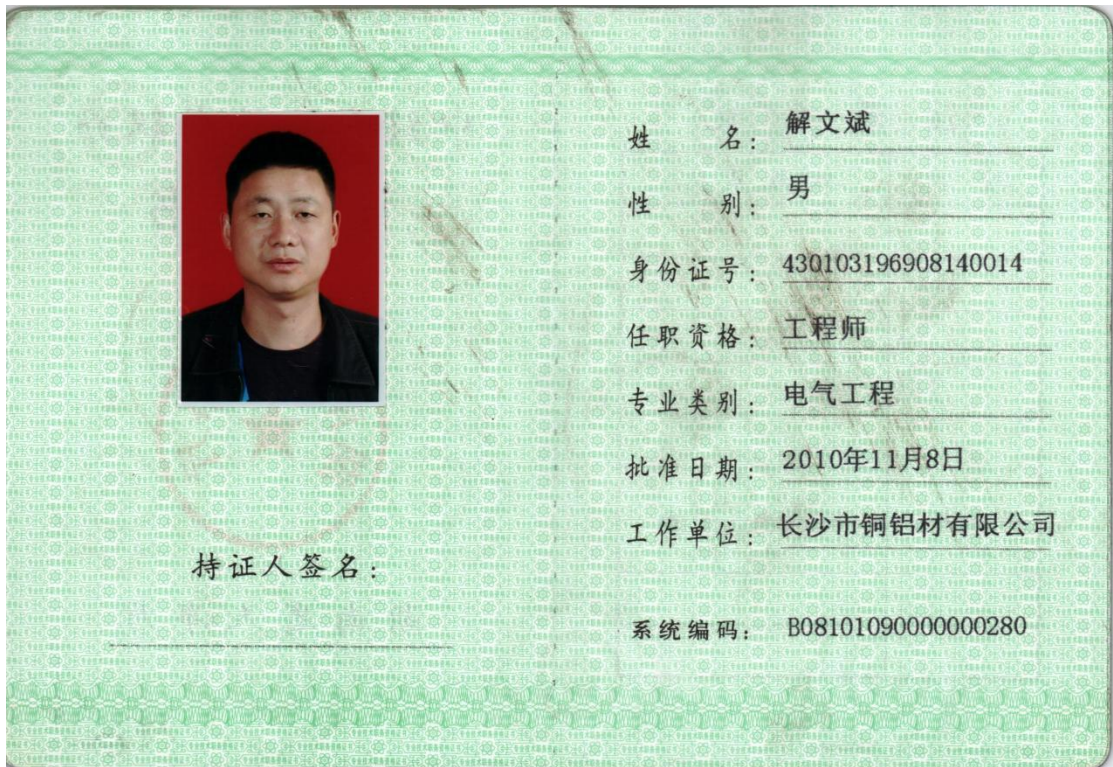 持证人签名：
姓名：解文斌
性别：男
身份证号：430103196908140014
任职资格：工程师
专业类别：电气工程
批准日期：2010年11月8日
工作单位：长沙市铜铝材有限公司
系统编码：B08101090000000280